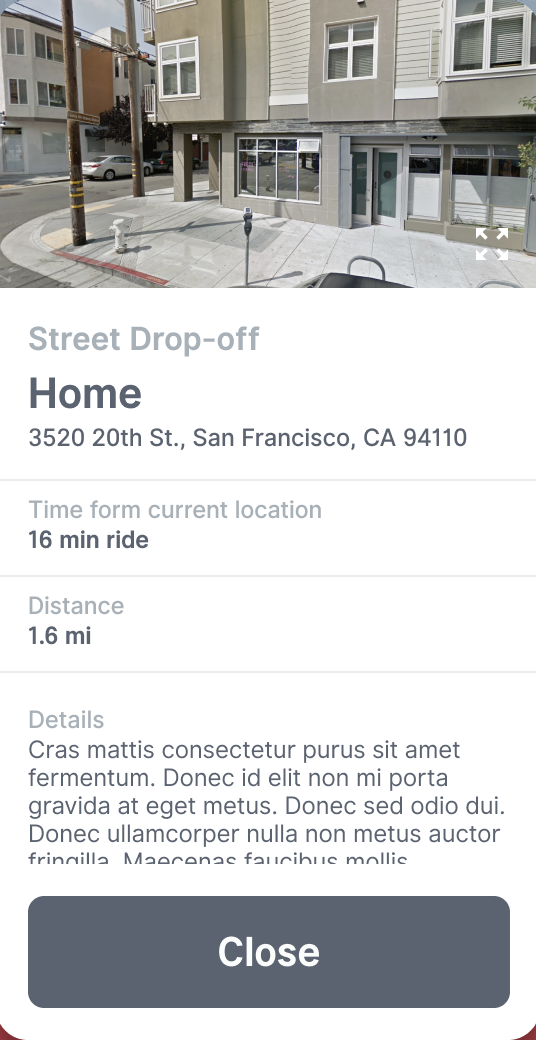 Street Drop-off
Home
3520 20th St., San Francisco, CA 94110
Time form current location
16 min ride
Distance
1.6 mi
Details
Cras mattis consectetur purus sit amet
fermentum. Donec id elit non mi porta
gravida at eget metus. Donec sed odio dui.
Donec ullamcorper nulla non metus auctor
fringilla. Maecenas faucibus mollis
Close